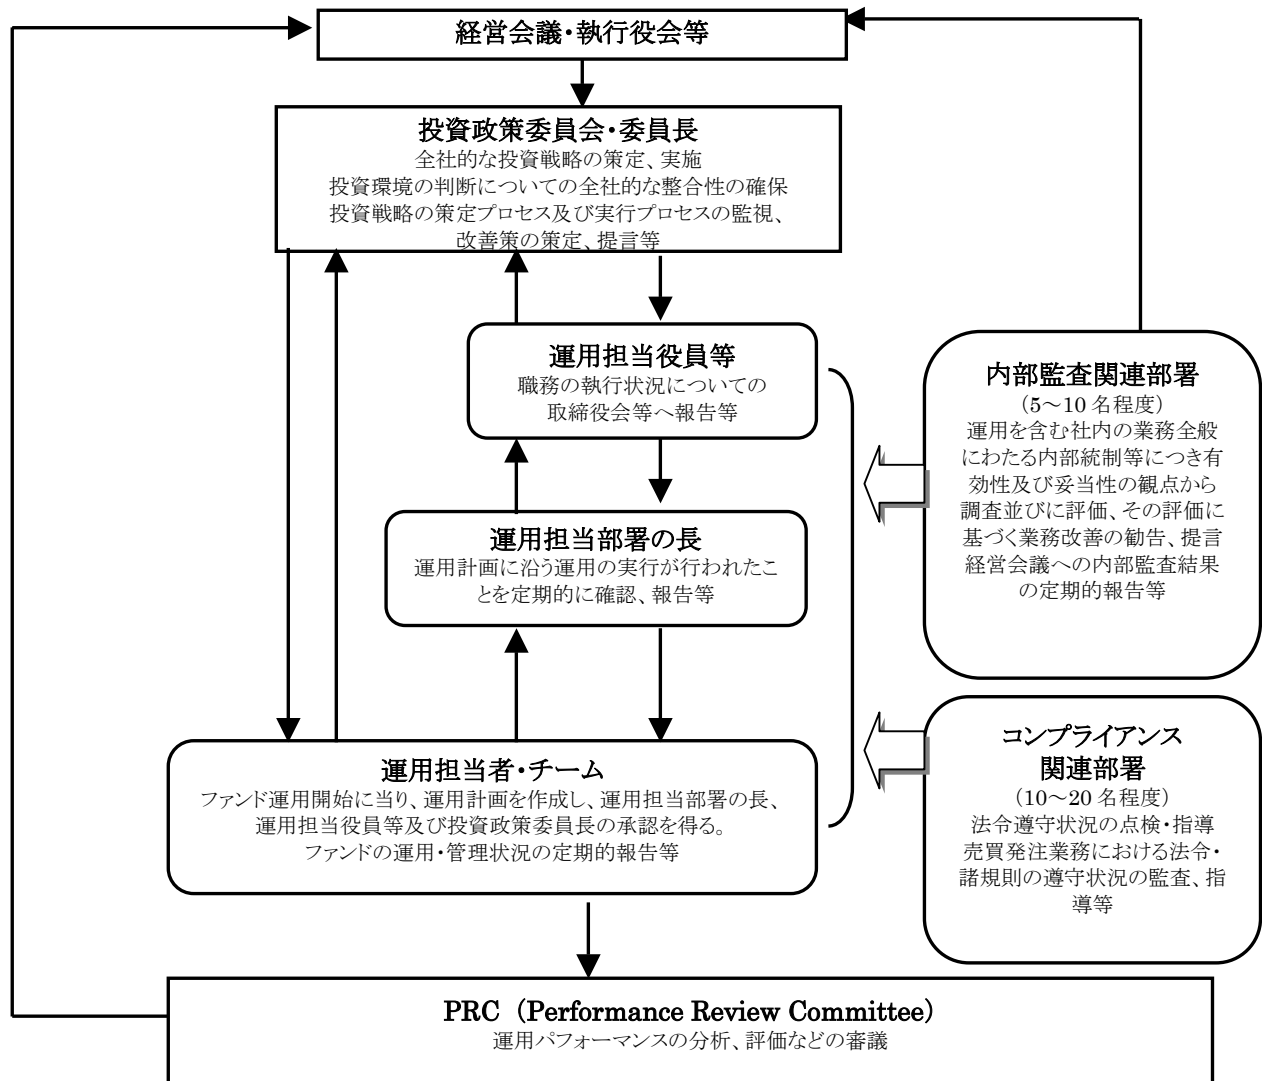 経営会議・執行役会等
投資政策委員会・委員長
全社的な投資戦略の策定、実施
投資環境の判断についての全社的な整合性の確保
投資戦略の策定プロセス及び実行プロセスの監視、
改善策の策定、提言等
運用担当役員等
職務の執行状況についての
取締役会等へ報告等
運用担当部署の長
運用計画に沿う運用の実行が行われたこ
とを定期的に確認、報告等
運用担当者・チーム
ファンド運用開始に当り、運用計画を作成し、運用担当部署の長、
運用担当役員等及び投資政策委員長の承認を得る。
ファンドの運用・管理状況の定期的報告等
内部監査関連部署
（5～10 名程度）
運用を含む社内の業務全般
にわたる内部統制等につき有
効性及び妥当性の観点から
調査並びに評価、その評価に
基づく業務改善の勧告、提言
経営会議への内部監査結果
の定期的報告等
コンプライアンス
関連部署
（10～20 名程度）
法令遵守状況の点検・指導
売買発注業務における法令・
諸規則の遵守状況の監査、指
導等
PRC（Performance Review Committee）
運用パフォーマンスの分析、評価などの審議